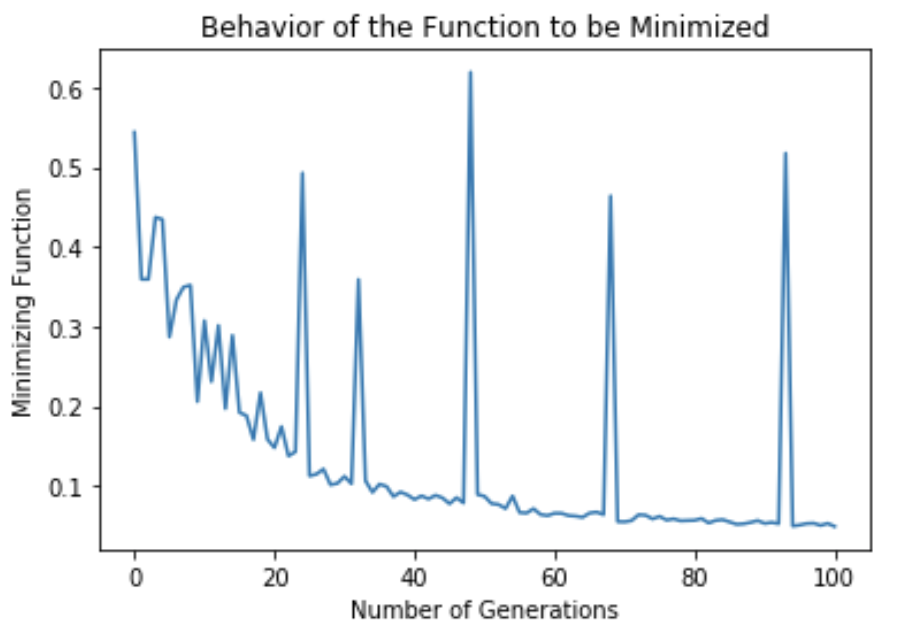 Behavior of the Function to be Minimized
Minimizing Function
0.6
0.5
0.4
0.3
0.2
0.1
0 20 40 60 80 100
Number of Generations